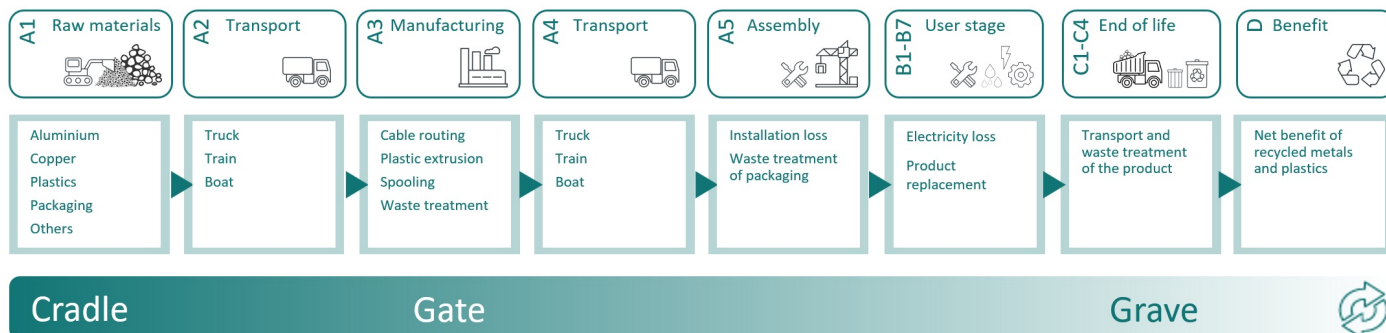 A1 Raw materials
A2 Transport
A3 Manufacturing
A4 Transport
A5 Assembly
B1-B7 User stage
C1-C4 End of life
D Benefit
Aluminium
Copper
Plastics
Packaging
Others
Truck
Train
Boat
Cable routing
Plastic extrusion
Spooling
Waste treatment
Truck
Train
Boat
Installation loss
Waste treatment
of packaging
Electricity loss
Product
replacement
Transport and
waste treatment
of the product
Net benefit of
recycled metals
and plastics
Cradle
Gate
Grave